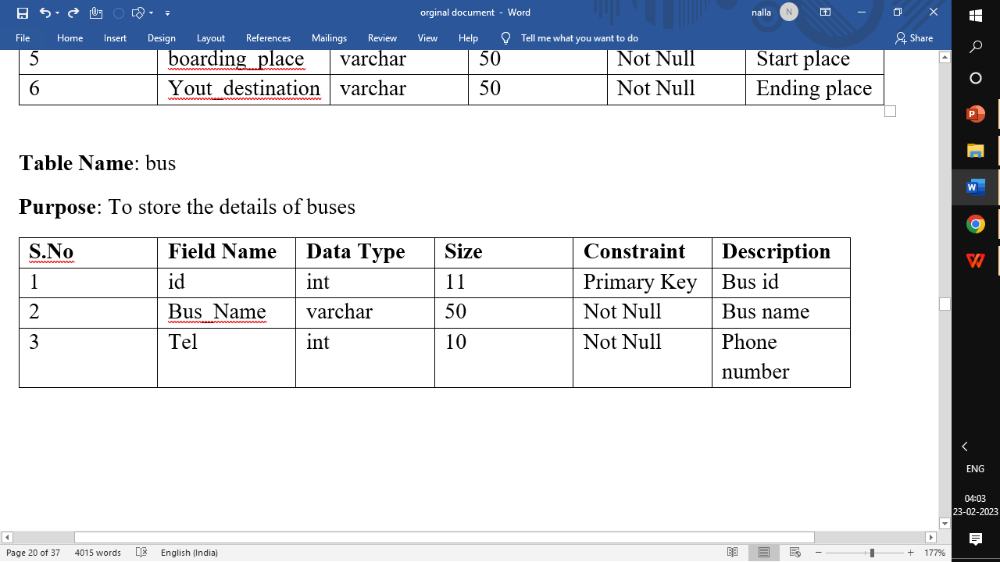 orginal document - Word
nalla N
File Home Insert Design Layout References Mailings Review View Help Tell me what you want to do Share
5 boarding_place varchar 50 Not Null Start place
6 Yout_destination varchar 50 Not Null Ending place
Table Name: bus
Purpose: To store the details of buses
S.No Field Name Data Type Size Constraint Description
1 id int 11 Primary Key Bus id
2 Bus_Name varchar 50 Not Null Bus name
3 Tel int 10 Not Null Phone
number
P
W
W
ENG
04:03
23-02-2023
Page 20 of 37 4015 words English (India) 177%